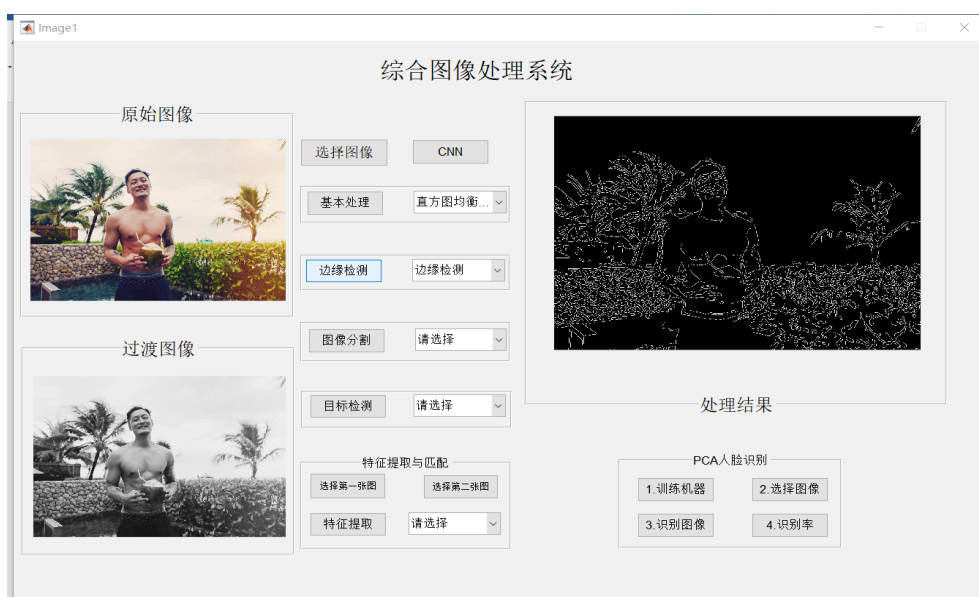 Image1
综合图像处理系统
原始图像
选择图像
CNN
基本处理
直方图均衡...
边缘检测
边缘检测
图像分割
请选择
过渡图像
目标检测
请选择
处理结果
特征提取与匹配
选择第一张图
选择第二张图
特征提取
请选择
PCA人脸识别
1.训练机器
2.选择图像
3.识别图像
4.识别率